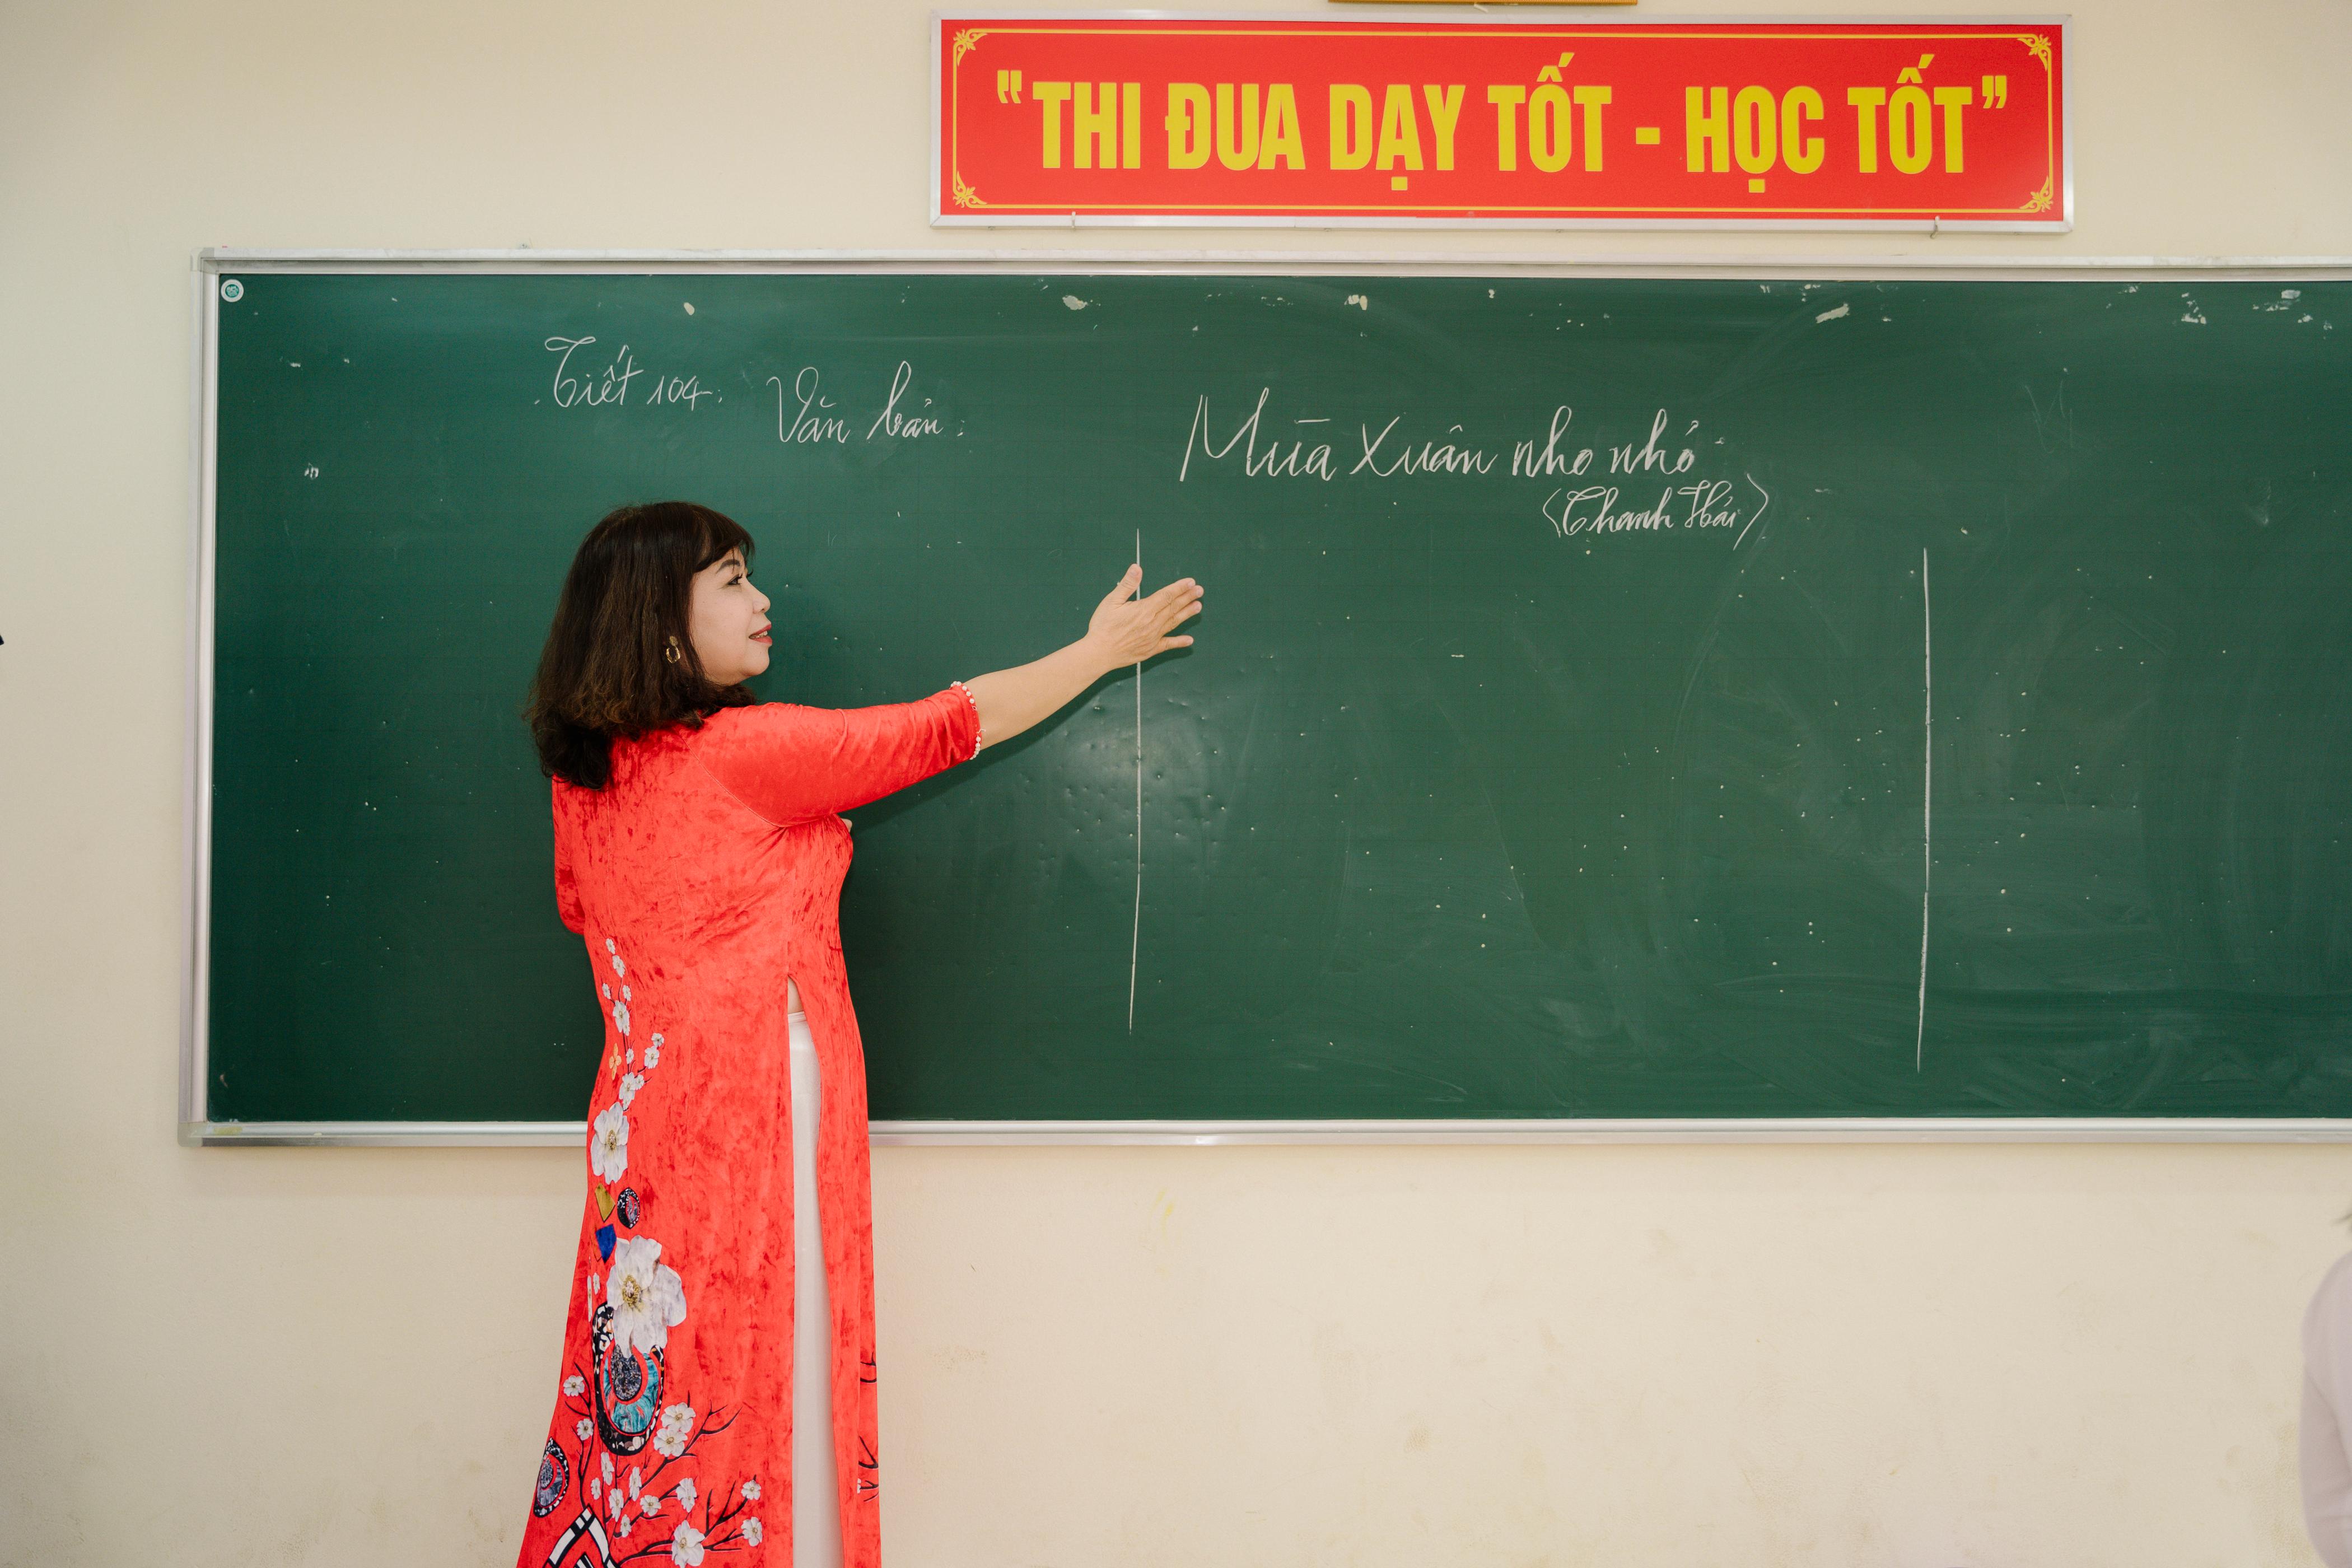 "THI ĐUA DẠY TỐT - HỌC TỐT"
Tiết 104: Văn bản:
Mùa Xuân nho nhỏ
(Thanh Hải)